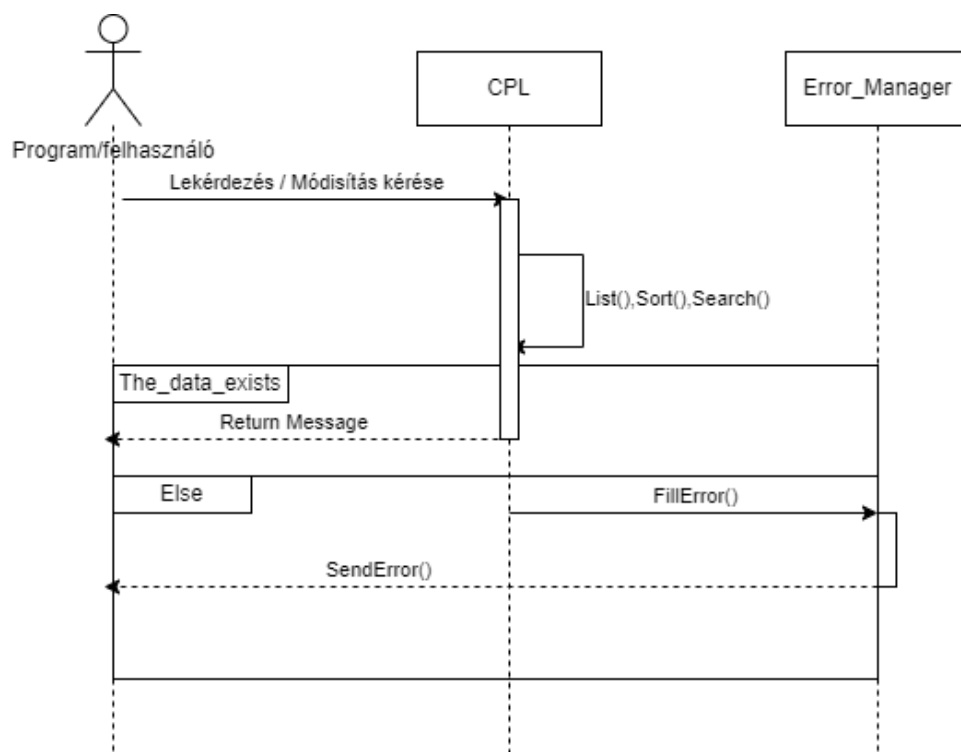 CPL
Error_Manager
Program/felhasználó
Lekérdezés / Módisítás kérése
List(),Sort(),Search()
The_data_exists
Return Message
Else
FillError()
SendError()